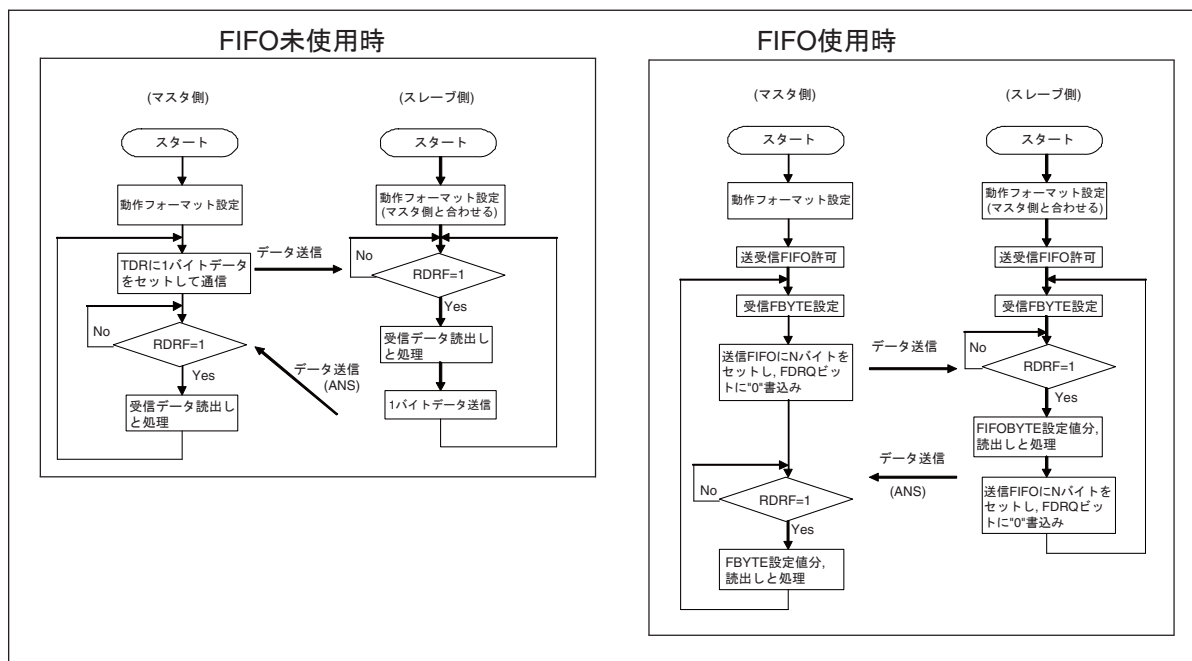 FIFO未使用時
(マスタ側)
スタート
動作フォーマット設定
TDRに1バイトデータ
をセットして通信
No
RDRF=1
Yes
受信データ読出し
と処理
データ送信
データ送信
(ANS)
(スレーブ側)
スタート
動作フォーマット設定
(マスタ側と合わせる)
No
RDRF=1
Yes
受信データ読出し
と処理
1バイトデータ送信
FIFO使用時
(マスタ側)
スタート
動作フォーマット設定
送受信FIFO許可
受信FBYTE設定
送信FIFOにNバイトを
セットし, FDRQビット
に"0"書込み
No
RDRF=1
Yes
FBYTE設定値分,
読出しと処理
データ送信
データ送信
(ANS)
(スレーブ側)
スタート
動作フォーマット設定
(マスタ側と合わせる)
送受信FIFO許可
受信FBYTE設定
No
RDRF=1
Yes
FIFOBYTE設定値分,
読出しと処理
送信FIFOにNバイトを
セットし, FDRQビット
に"0"書込み